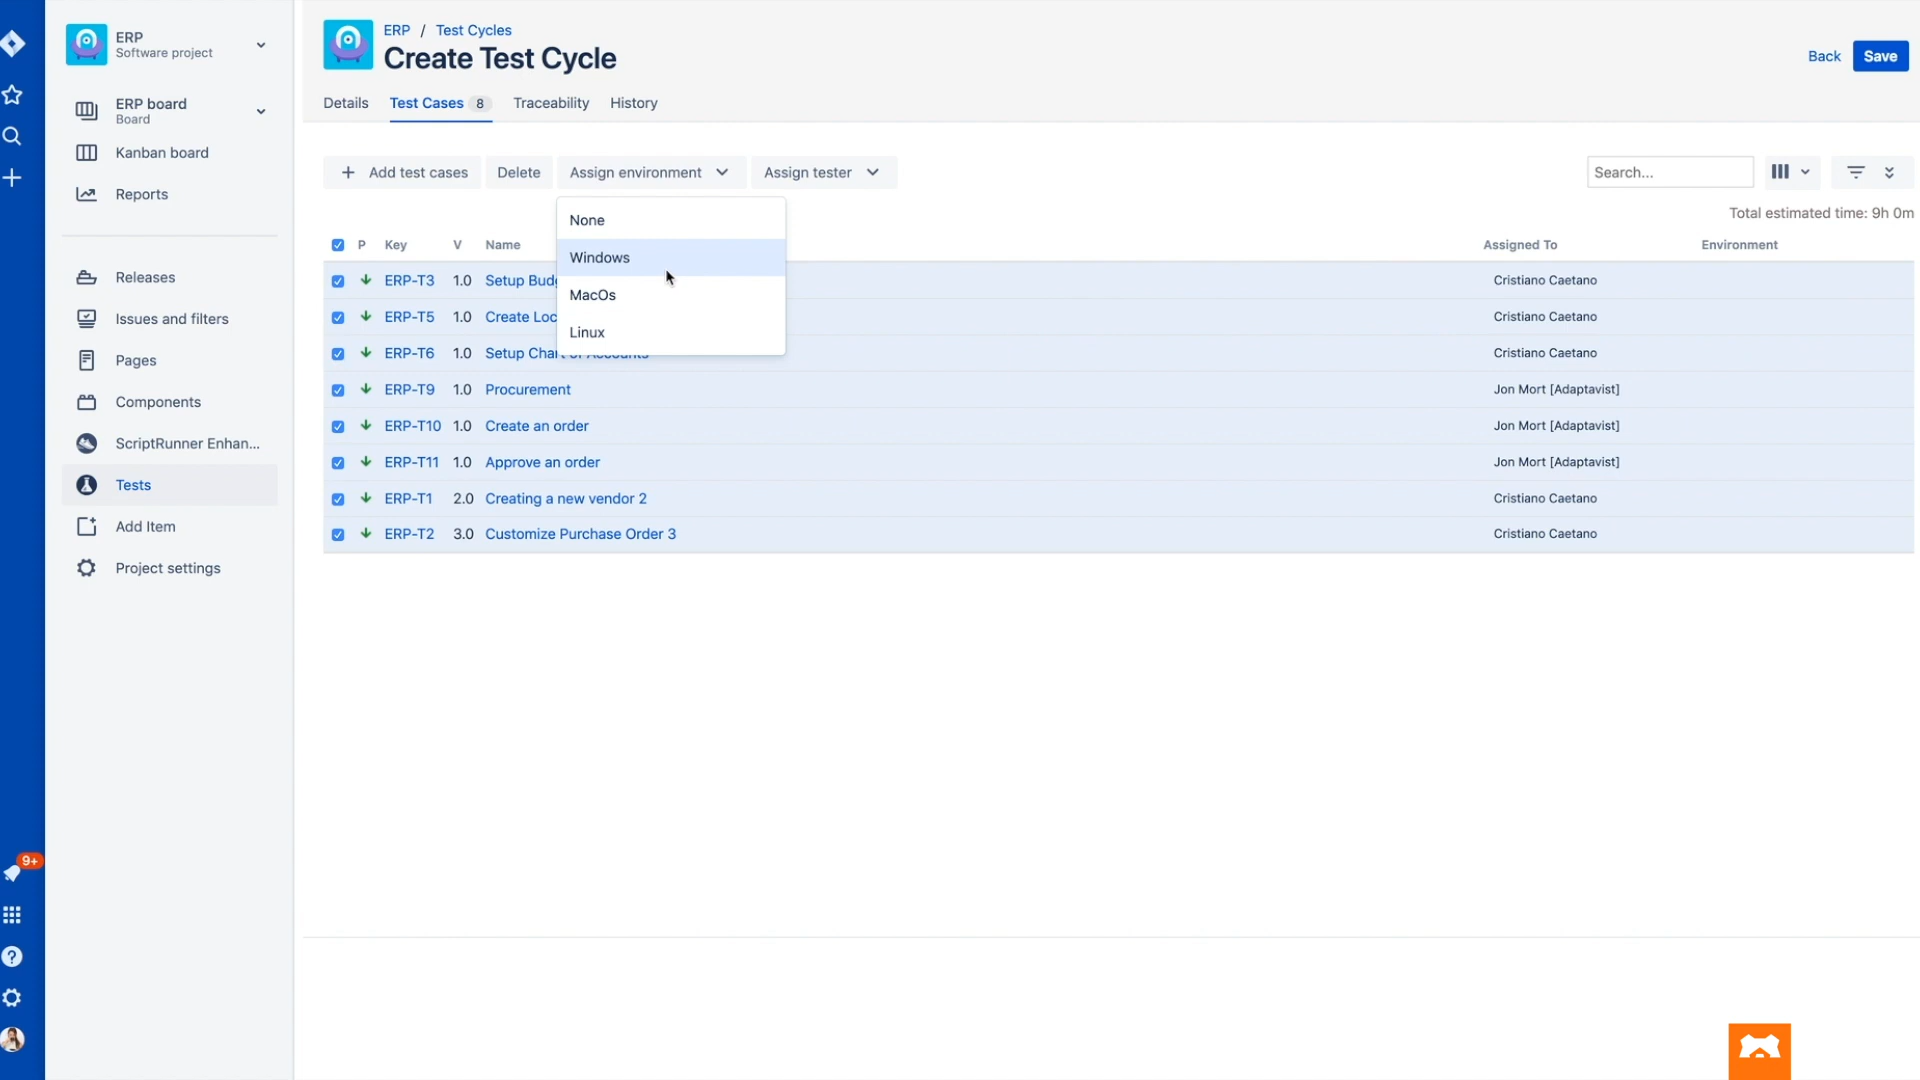 ERP
Software project
ERP board
Board
Kanban board
Reports
Releases
Issues and filters
Pages
Components
ScriptRunner Enhan...
Tests
Add Item
Project settings
9+
ERP / Test Cycles
Create Test Cycle
Back Save
Details Test Cases 8 Traceability History
Add test cases Delete Assign environment Assign tester Search...
None
Windows
MacOs
Linux
Total estimated time: 9h 0m
P Key V Name Assigned To Environment
ERP-T3 1.0 Setup Cristiano Caetano
ERP-T5 1.0 Create Cristiano Caetano
ERP-T6 1.0 Setup Chart of Accounts Cristiano Caetano
ERP-T9 1.0 Procurement Jon Mort [Adaptavist]
ERP-T10 1.0 Create an order Jon Mort [Adaptavist]
ERP-T11 1.0 Approve an order Jon Mort [Adaptavist]
ERP-T1 2.0 Creating a new vendor 2 Cristiano Caetano
ERP-T2 3.0 Customize Purchase Order 3 Cristiano Caetano